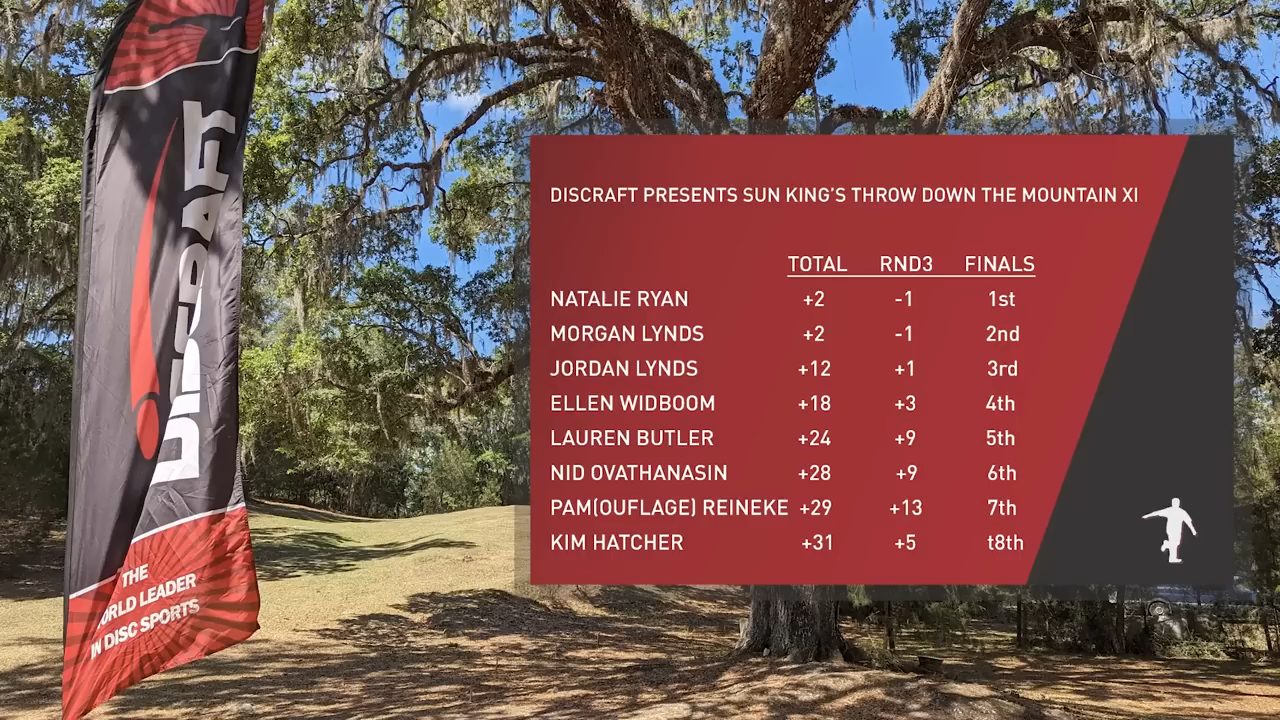 DISCRAFT
THE
WORLD LEADER
IN DISC SPORTS
DISCRAFT PRESENTS SUN KING'S THROW DOWN THE MOUNTAIN XI
TOTAL RND3 FINALS
NATALIE RYAN +2 -1 1st
MORGAN LYNDS +2 -1 2nd
JORDAN LYNDS +12 +1 3rd
ELLEN WIDBOOM +18 +3 4th
LAUREN BUTLER +24 +9 5th
NID OVATHANASIN +28 +9 6th
PAM(OUFLAGE) REINEKE +29 +13 7th
KIM HATCHER +31 +5 t8th